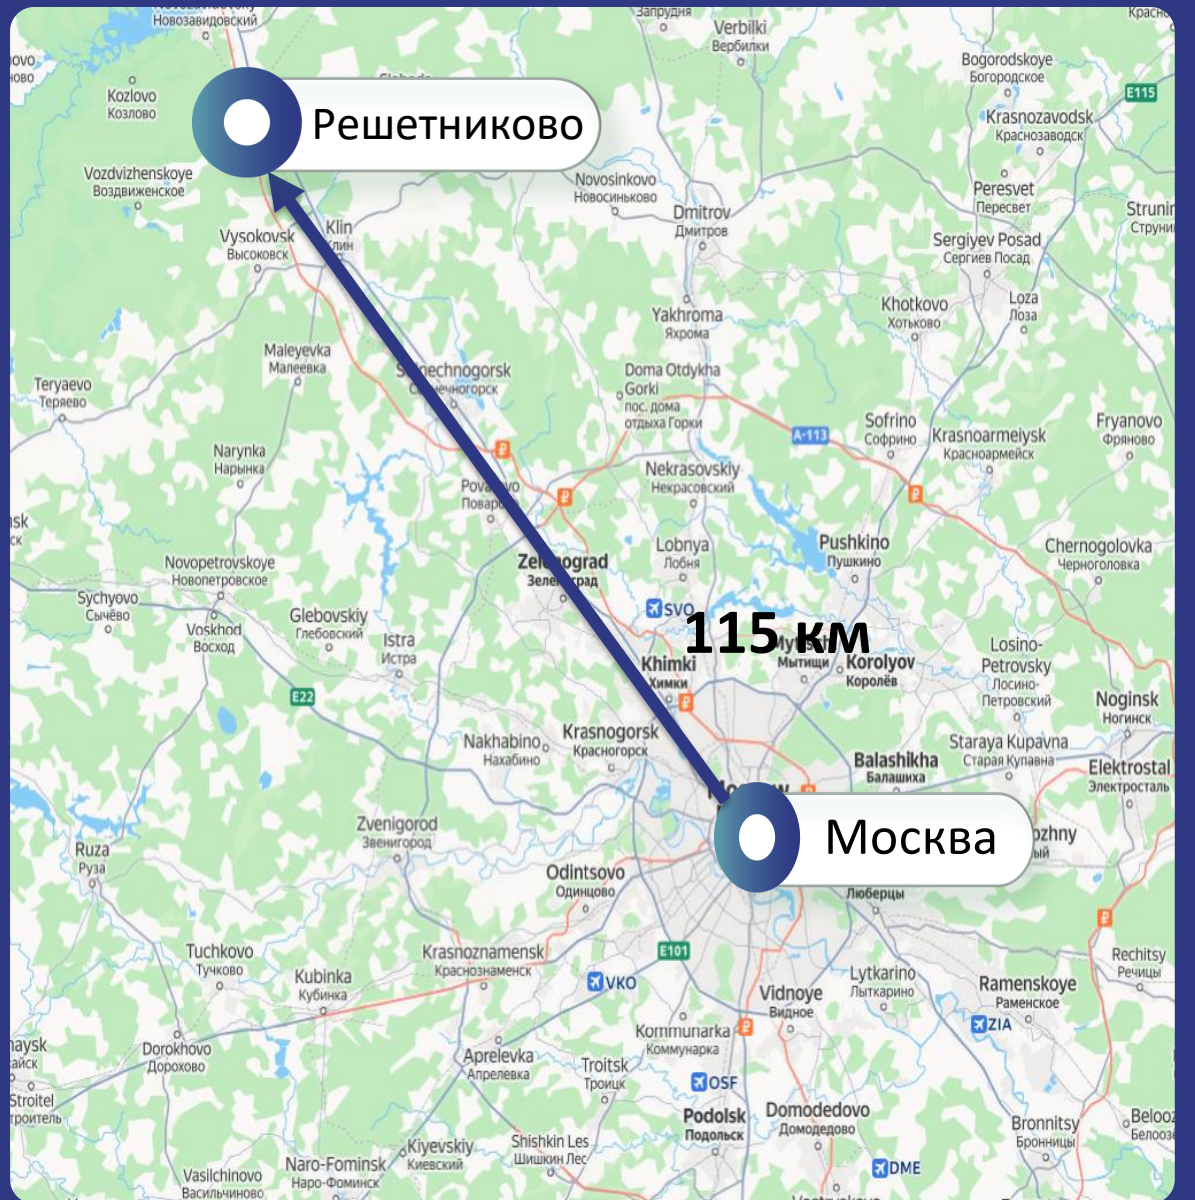 Новозавидовский
Запрудня
Verbilki
Вербилки
Bogorodskoye
Богородское
E115
Kozlovo
Козлово
Решетниково
Krasnozavodsk
Краснозаводск
Vozdvizhenskoye
Воздвиженское
Novosinkovo
Новосиньково
Peresvet
Пересвет
Dmitrov
Дмитров
Klin
Vysokovsk
Высоковск
Sergiyev Posad
Сергиев Посад
Khotkovo
Хотьково
Loza
Лоза
Yakhroma
Яхрома
Maleyevka
Малеевка
Teryaevo
Теряево
Doma Otdykha
Gorki
пос. дома
отдыха Горки
A-113
Sofrino
Софрино
Krasnoarmeiysk
Красноармейск
Fryanovo
Фряново
Narynka
Нарынка
Nekrasovskiy
Некрасовский
Novopetrovskoye
Новопетровское
Lobnya
Лобня
Pushkino
Пушкино
Chernogolovka
Черноголовка
Sychyovo
Сычёво
Voskhod
Восход
Glebovskiy
Глебовский
Istra
Истра
SVO
115 км
Мытищи
Korolyov
Королёв
Losino-
Petrovsky
Лосино-
Петровский
Khimki
Химки
E22
Noginsk
Ногинск
Nakhabino
Нахабино
Krasnogorsk
Красногорск
Balashikha
Балашиха
Staraya Kupavna
Старая Купавна
Elektrostal
Электросталь
Zvenigorod
Звенигород
Москва
Ruza
Руза
Odintsovo
Одинцово
Люберцы
Tuchkovo
Тучково
Krasnoznamensk
Краснознаменск
E101
VKO
Kubinka
Кубинка
Vidnoye
Видное
Lytkarino
Лыткарино
Ramenskoye
Раменское
Rechitsy
Речицы
ZIA
Dorokhovo
Дорохово
Aprelevka
Апрелевка
Kommunarka
Коммунарка
Troitsk
Троицк
OSF
Podolsk
Подольск
Domodedovo
Домодедово
Bronnitsy
Бронницы
Stroitel
Kiyevskiy
Киевский
Shishkin Les
Шишкин Лес
DME
Vasilchinovo
Васильчиново
Naro-Fominsk
Наро-Фоминск